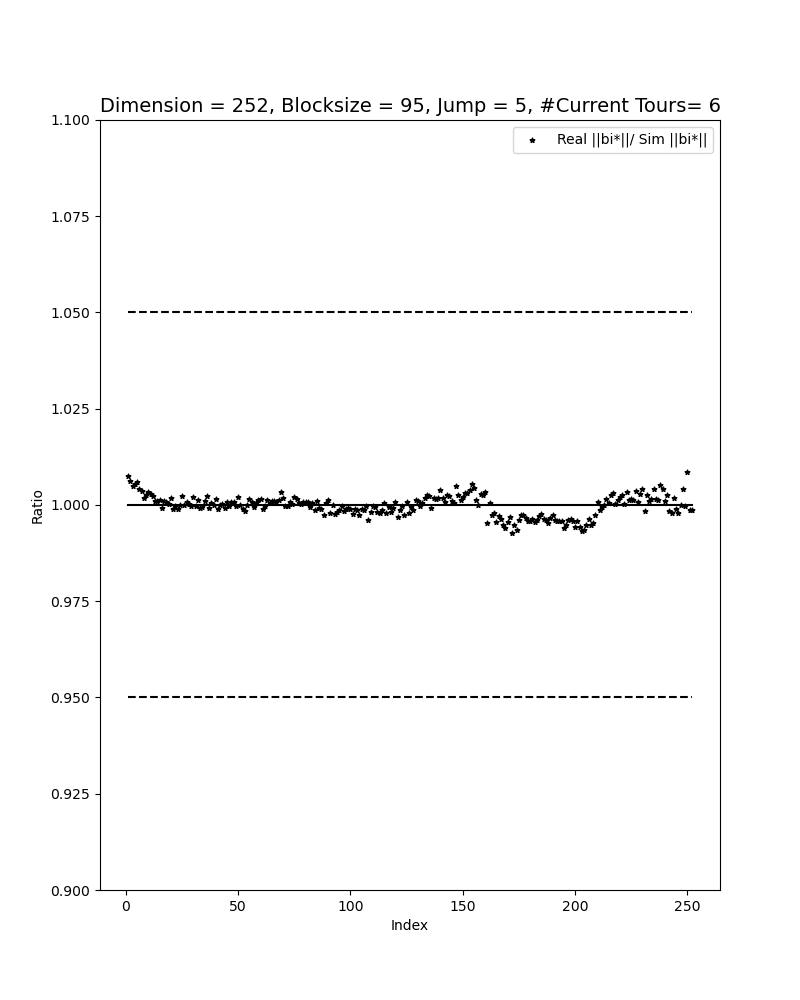 Dimension = 252, Blocksize = 95, Jump = 5, #Current Tours= 6
Real ||bi*||/ Sim ||bi*||
1.100
1.075
1.050
1.025
1.000
0.975
0.950
0.925
0.900
Ratio
0 50 100 150 200 250
Index